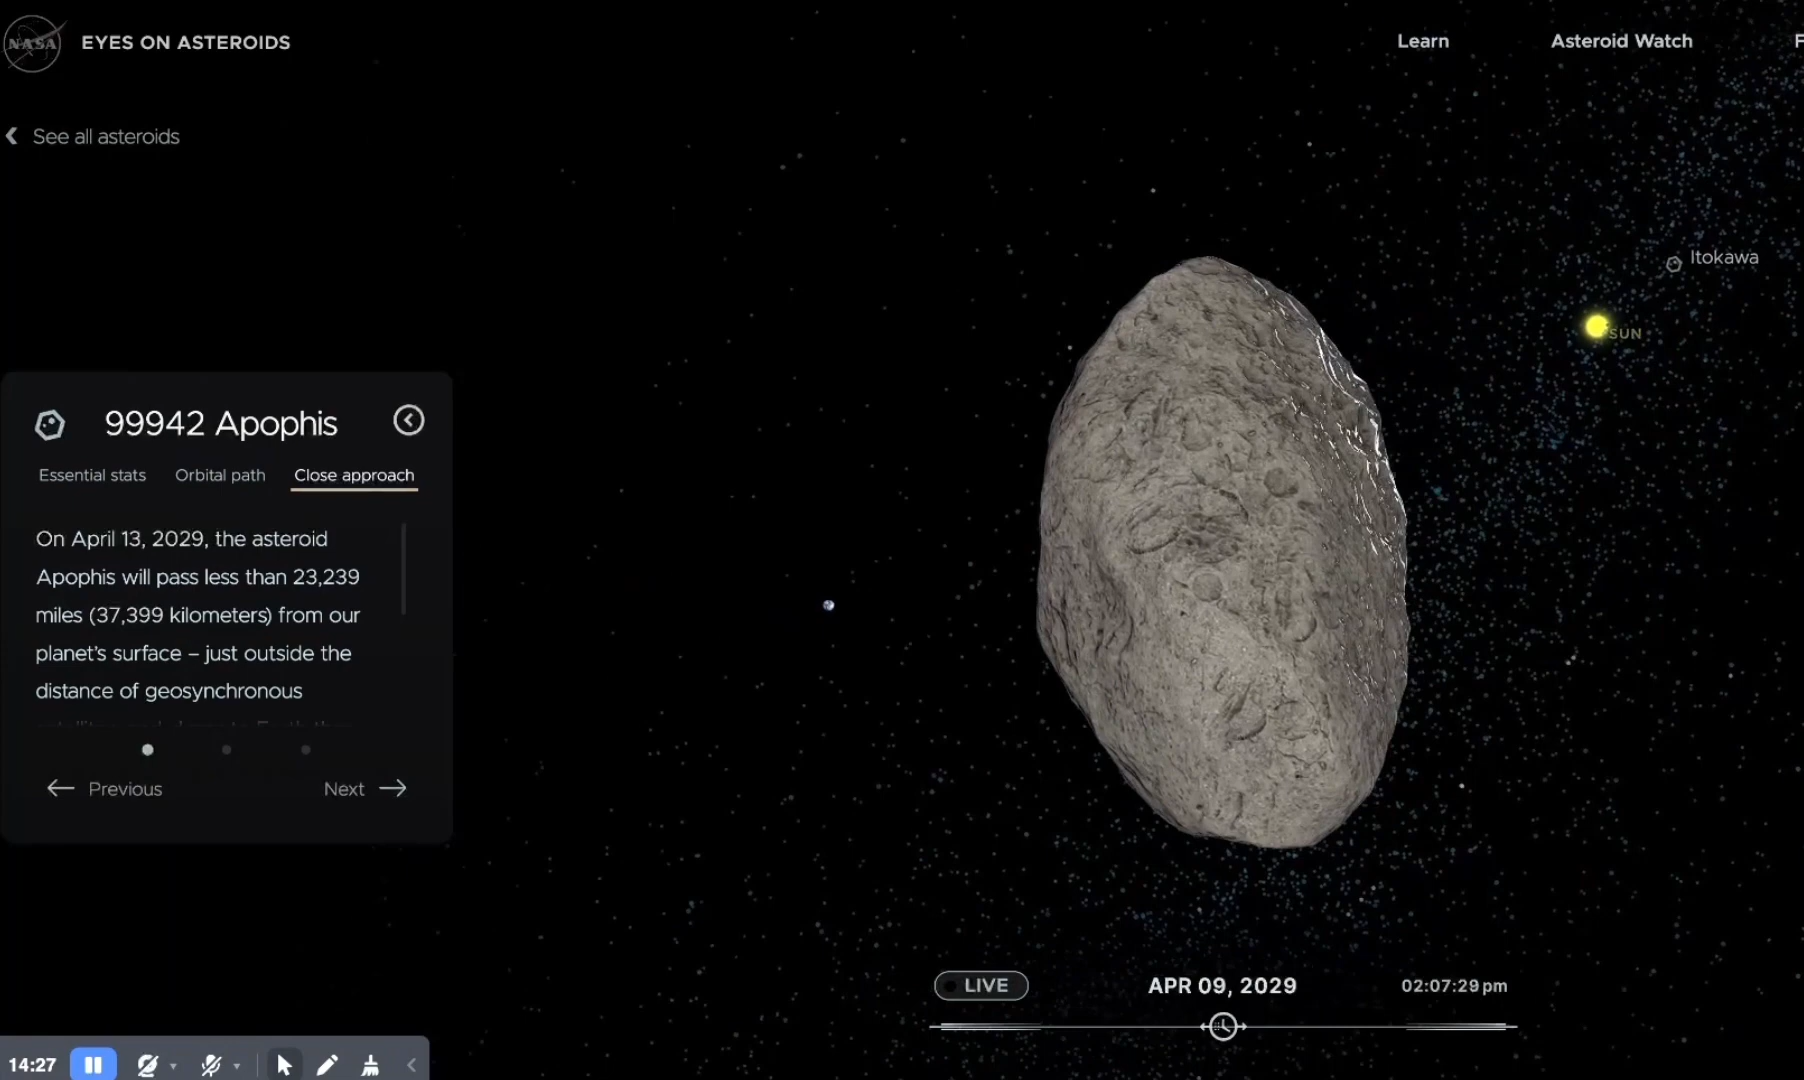 NASA
EYES ON ASTEROIDS
Learn
Asteroid Watch
F
See all asteroids
Itokawa
SUN
99942 Apophis
Essential stats
Orbital path
Close approach
On April 13, 2029, the asteroid
Apophis will pass less than 23,239
miles (37,399 kilometers) from our
planet's surface – just outside the
distance of geosynchronous
Previous
Next
LIVE
APR 09, 2029
02:07:29 pm
14:27